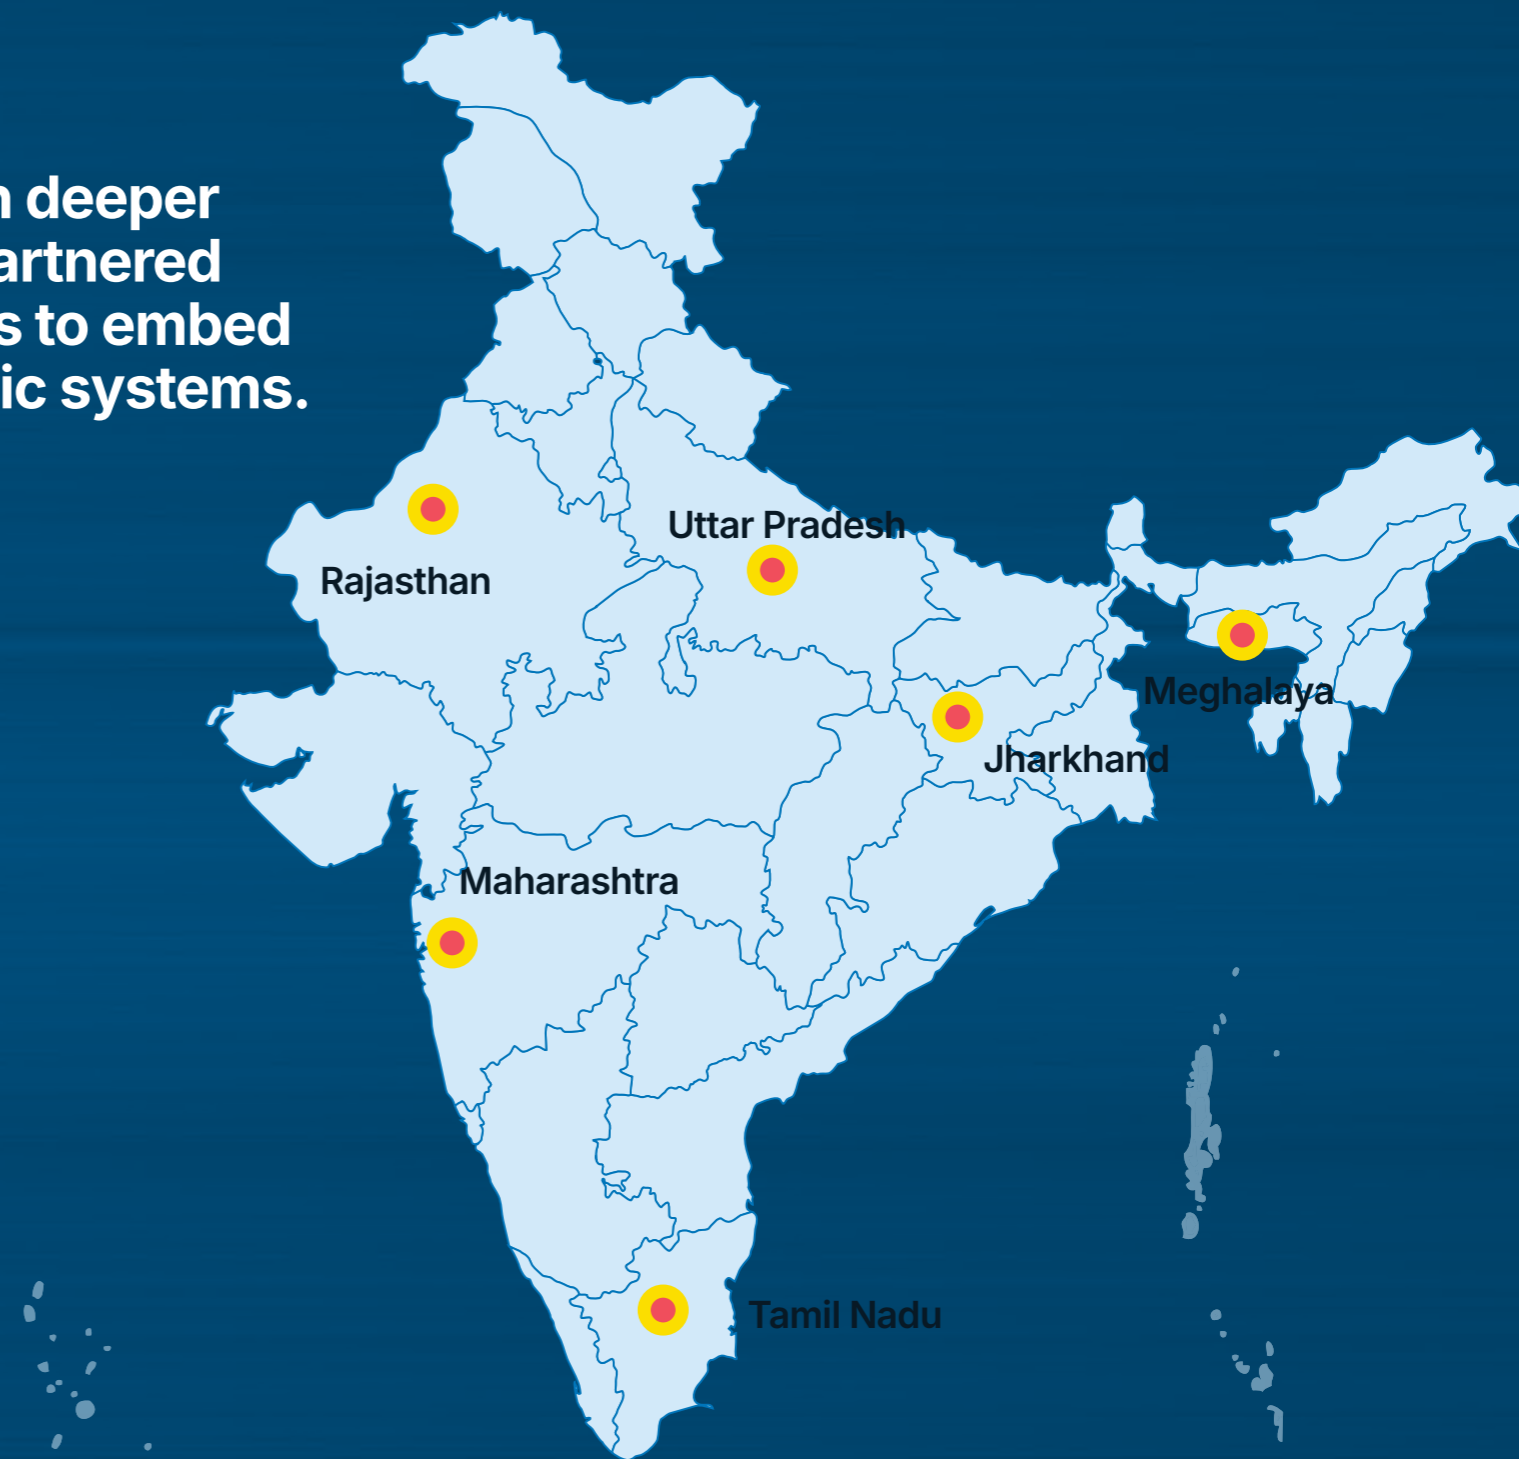 deeper
artnered
s to embed
ic systems.
Uttar Pradesh
Rajasthan
Meghalaya
Jharkhand
Maharashtra
Tamil Nadu